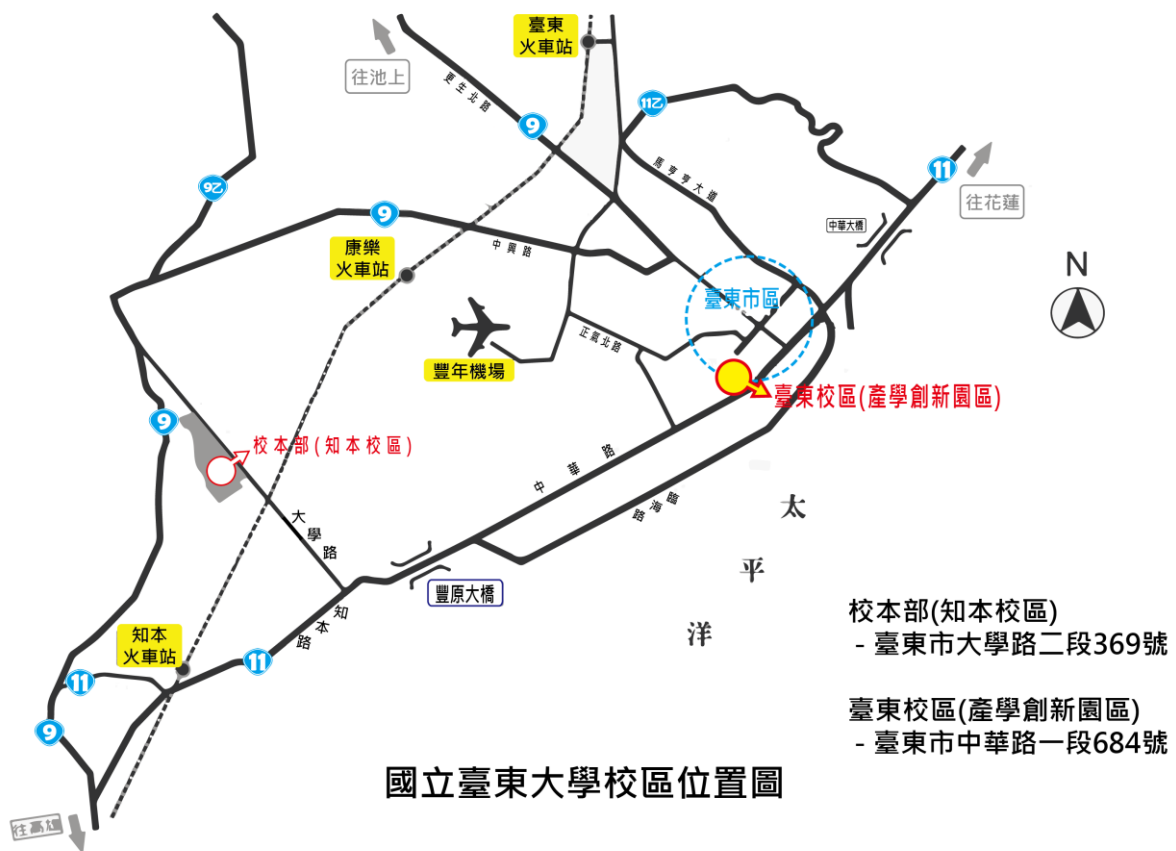 臺東
火車站
往池上
更生北路
9
11乙
馬亨亨大道
11
往花蓮
中華大橋
9乙
9
中興路
康樂
火車站
N
臺東市區
正氣北路
豐年機場
臺東校區(產學創新園區)
9
校本部(知本校區)
中華路
臨海路
大學路
太平洋
豐原大橋
知本路
知本
火車站
11
11
9
往高雄
校本部(知本校區)
- 臺東市大學路二段369號
臺東校區(產學創新園區)
- 臺東市中華路一段684號
國立臺東大學校區位置圖